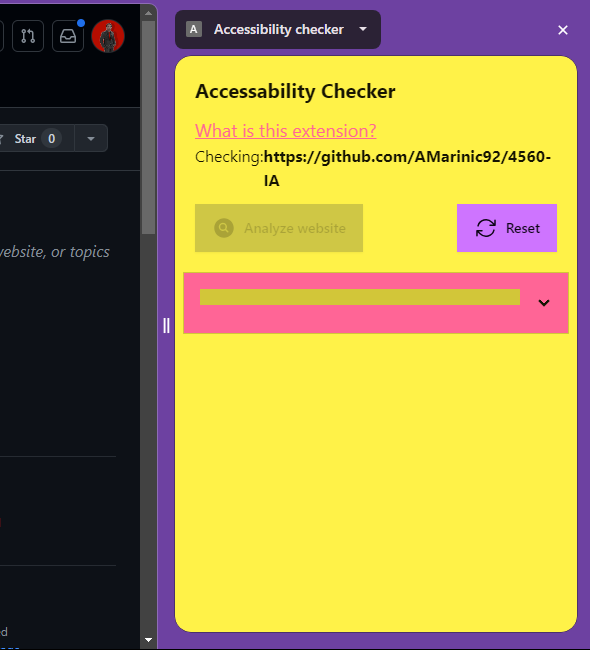 A Accessibility checker
Star 0
Accessability Checker
What is this extension?
Checking:https://github.com/AMarinic92/4560-
IA
Analyze website
Reset
website, or topics